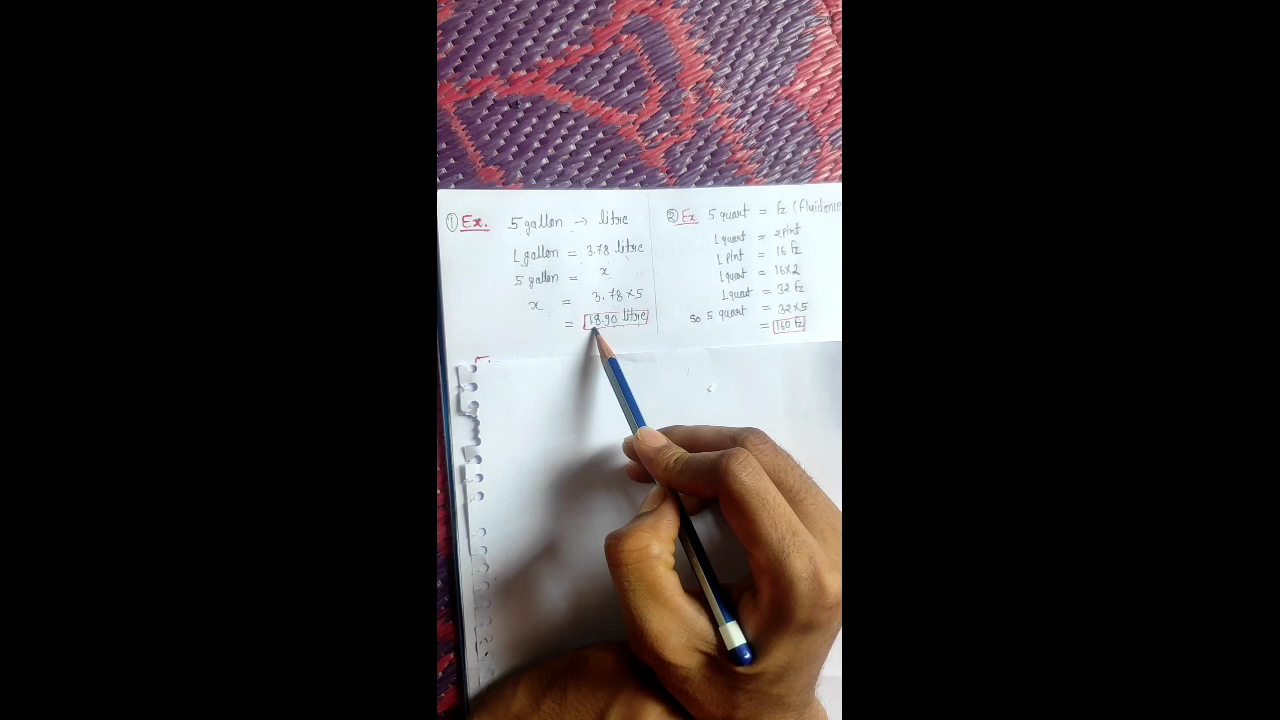 ① Ex. 5 gallon → litre
1 gallon = 3.78 litre
5 gallon = x
x = 3.78 × 5
= 18.90 litre
② Ex 5 quart = fz (fluidounce
1 quart = 2 pint
1 pint = 16 fz
1 quart = 16×2
1 quart = 32 fz
so 5 quart = 32×5
= 160 fz